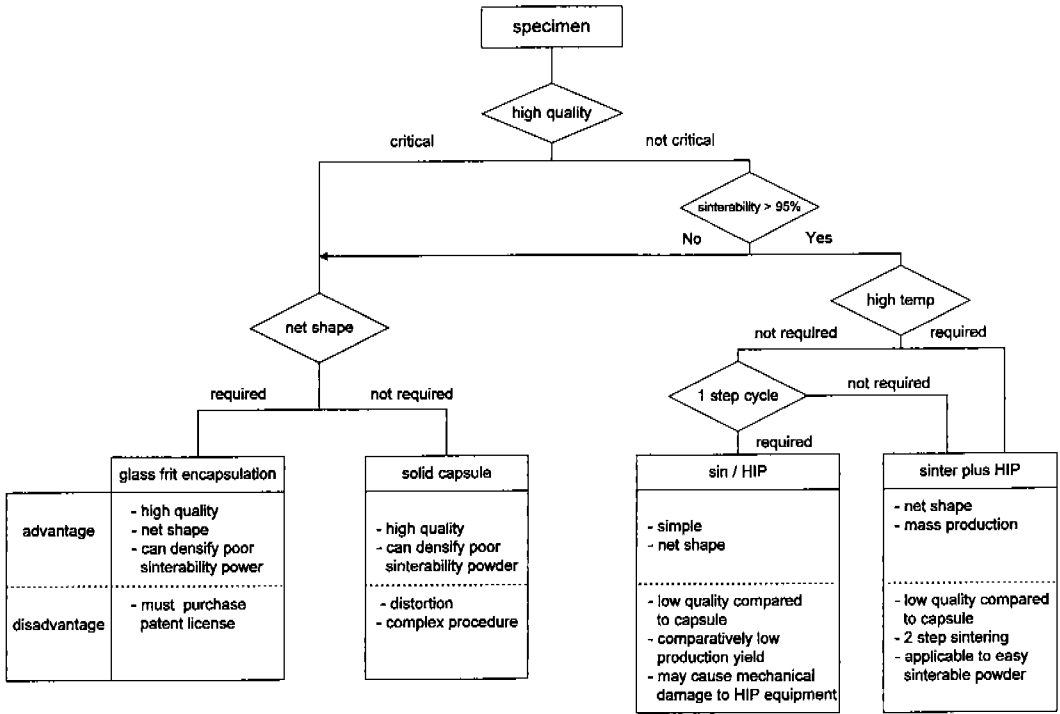 specimen
high quality
critical
not critical
sinterability > 95%
No
Yes
high temp
net shape
not required
required
1 step cycle
not required
required
required
not required
glass frit encapsulation
solid capsule
sin / HIP
sinter plus HIP
advantage
- high quality
- net shape
- can densify poor
sinterability power
- high quality
- can densify poor
sinterability powder
- simple
- net shape
- net shape
- mass production
disadvantage
- must purchase
patent license
- distortion
- complex procedure
- low quality compared
to capsule
- comparatively low
production yield
- may cause mechanical
damage to HIP equipment
- low quality compared
to capsule
- 2 step sintering
- applicable to easy
sinterable powder